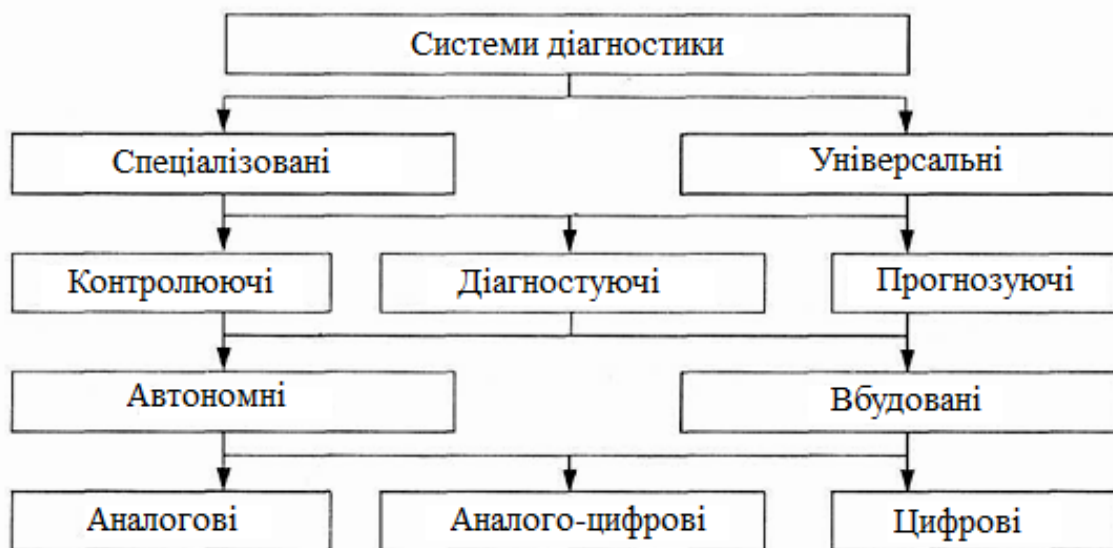 Системи діагностики
Спеціалізовані
Універсальні
Контролюючі
Діагностуючі
Прогнозуючі
Автономні
Вбудовані
Аналогові
Аналого-цифрові
Цифрові